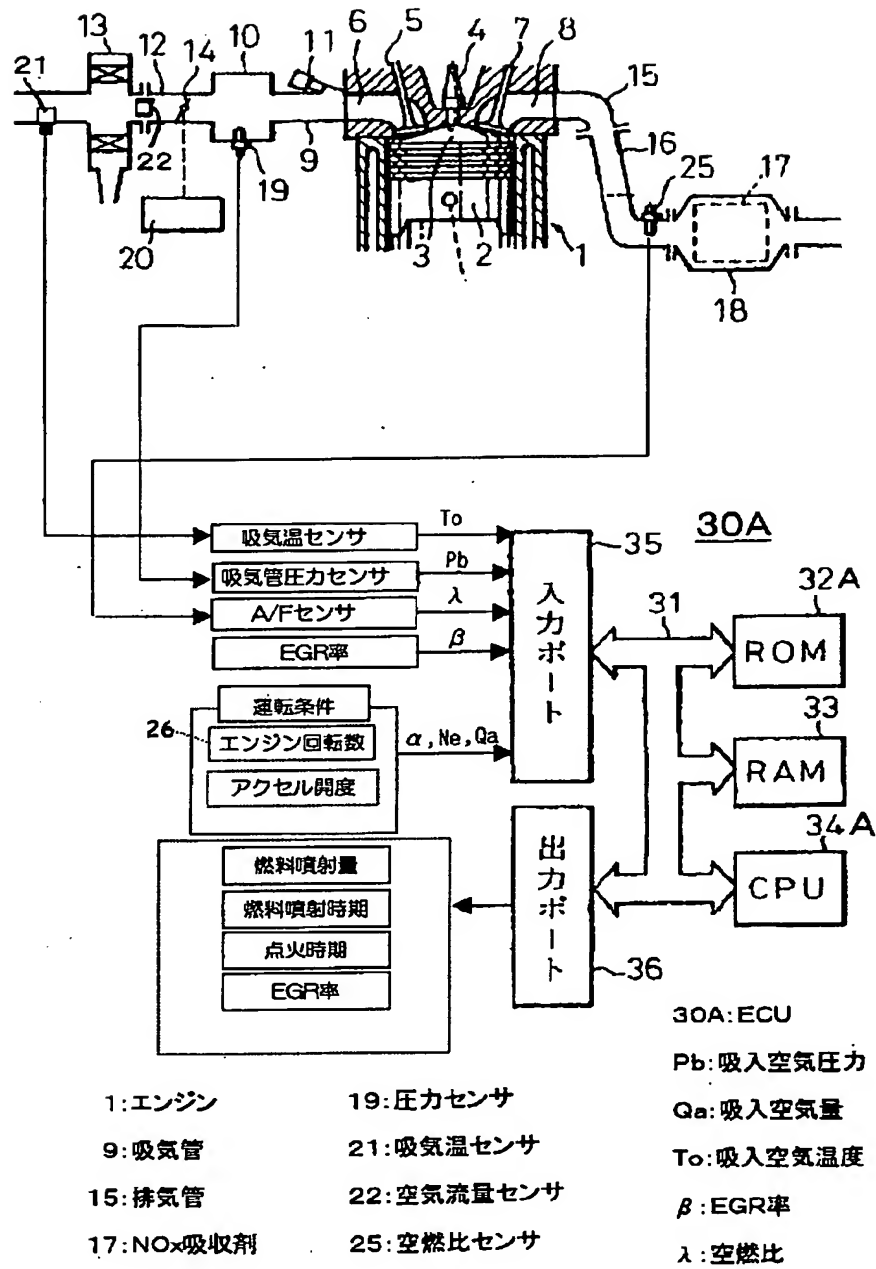 13 12 14 10 11 6 5 4 7 8
21 15
22 19 9 16 25 17
20 3 2 1 18
吸気温センサ To
吸気管圧力センサ Pb
A/Fセンサ λ
EGR率 β
運転条件
26 エンジン回転数 α,Ne,Qa
アクセル開度
入力ポート
35
30A
31
32A
ROM
33
RAM
34A
CPU
燃料噴射量
燃料噴射時期
点火時期
EGR率
出力ポート
36
1:エンジン
9:吸気管
15:排気管
17:NOx吸収剤
19:圧力センサ
21:吸気温センサ
22:空気流量センサ
25:空燃比センサ
30A:ECU
Pb:吸入空気圧力
Qa:吸入空気量
To:吸入空気温度
β:EGR率
λ:空燃比